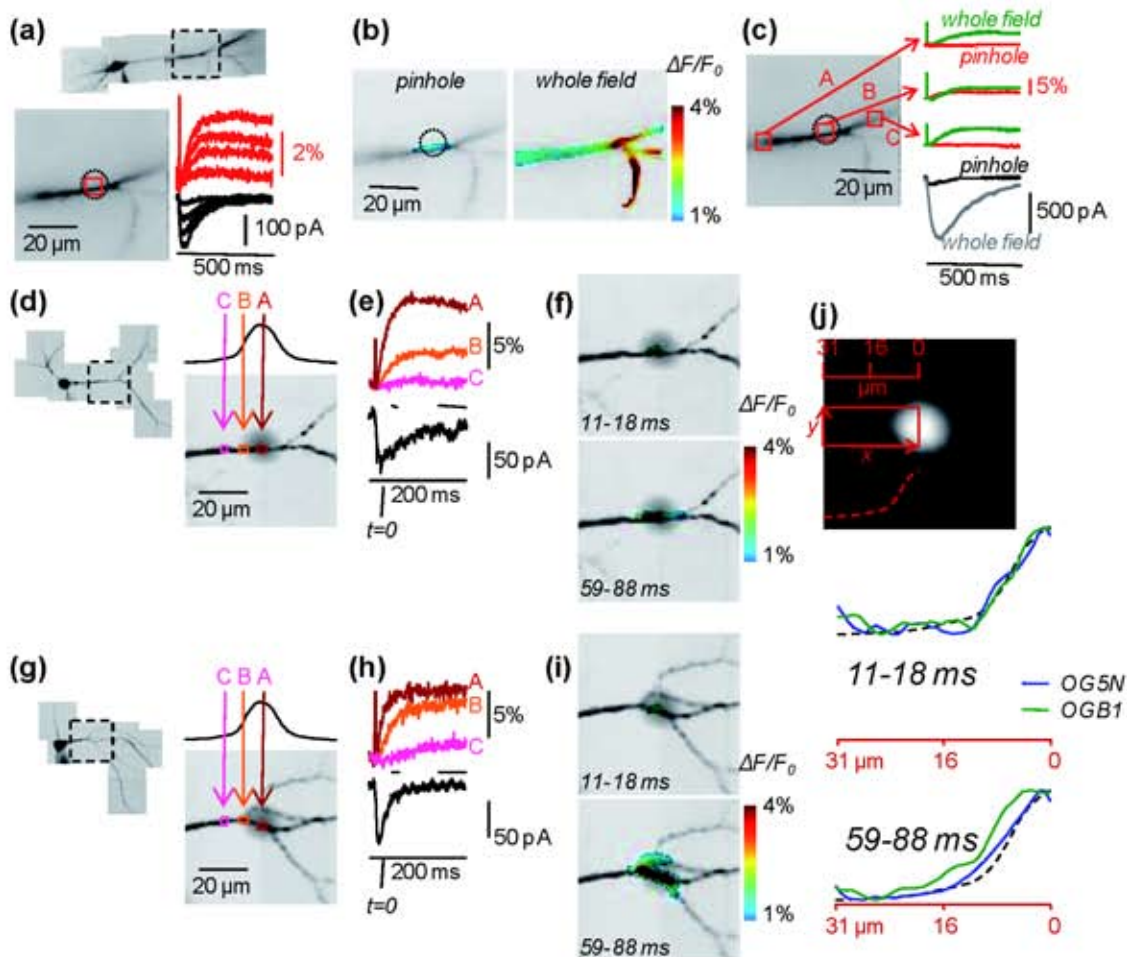 (a)
2%
20 µm
100 pA
500 ms
(b)
pinhole
whole field
ΔF/F0
4%
1%
20 µm
(c)
whole field
pinhole
A
B
C
5%
20 µm
pinhole
500 pA
whole field
500 ms
(d)
C B A
20 µm
(e)
A
B
C
5%
50 pA
200 ms
t=0
(f)
11-18 ms
ΔF/F0
4%
1%
59-88 ms
(g)
C B A
20 µm
(h)
A
B
C
5%
50 pA
200 ms
t=0
(i)
11-18 ms
ΔF/F0
4%
1%
59-88 ms
(j)
31 16 0
µm
y
x
11-18 ms
OG5N
OGB1
31 µm 16 0
59-88 ms
31 µm 16 0